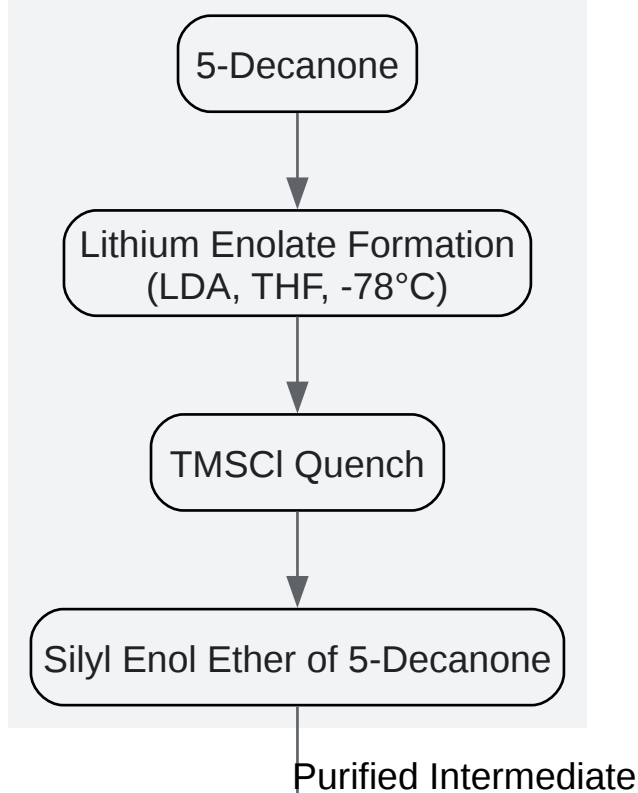 5-Decanone
Lithium Enolate Formation
(LDA, THF, -78°C)
TMSCl Quench
Silyl Enol Ether of 5-Decanone
Purified Intermediate